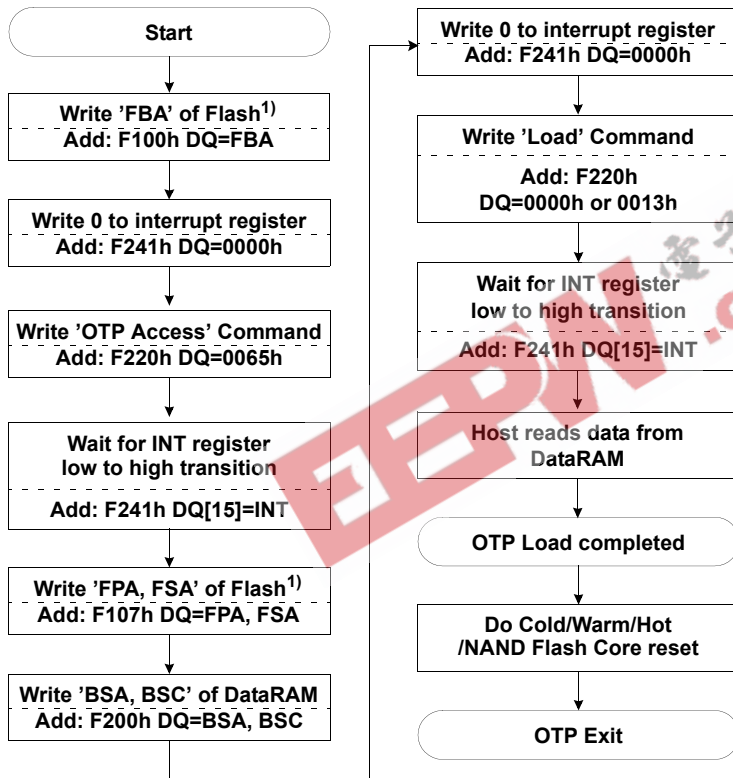 Start
Write 'FBA' of Flash1)
Add: F100h DQ=FBA
Write 0 to interrupt register
Add: F241h DQ=0000h
Write 'OTP Access' Command
Add: F220h DQ=0065h
Wait for INT register
low to high transition
Add: F241h DQ[15]=INT
Write 'FPA, FSA' of Flash1)
Add: F107h DQ=FPA, FSA
Write 'BSA, BSC' of DataRAM
Add: F200h DQ=BSA, BSC
Write 0 to interrupt register
Add: F241h DQ=0000h
Write 'Load' Command
Add: F220h
DQ=0000h or 0013h
Wait for INT register
low to high transition
Add: F241h DQ[15]=INT
Host reads data from
DataRAM
OTP Load completed
Do Cold/Warm/Hot
/NAND Flash Core reset
OTP Exit
EEPW
電